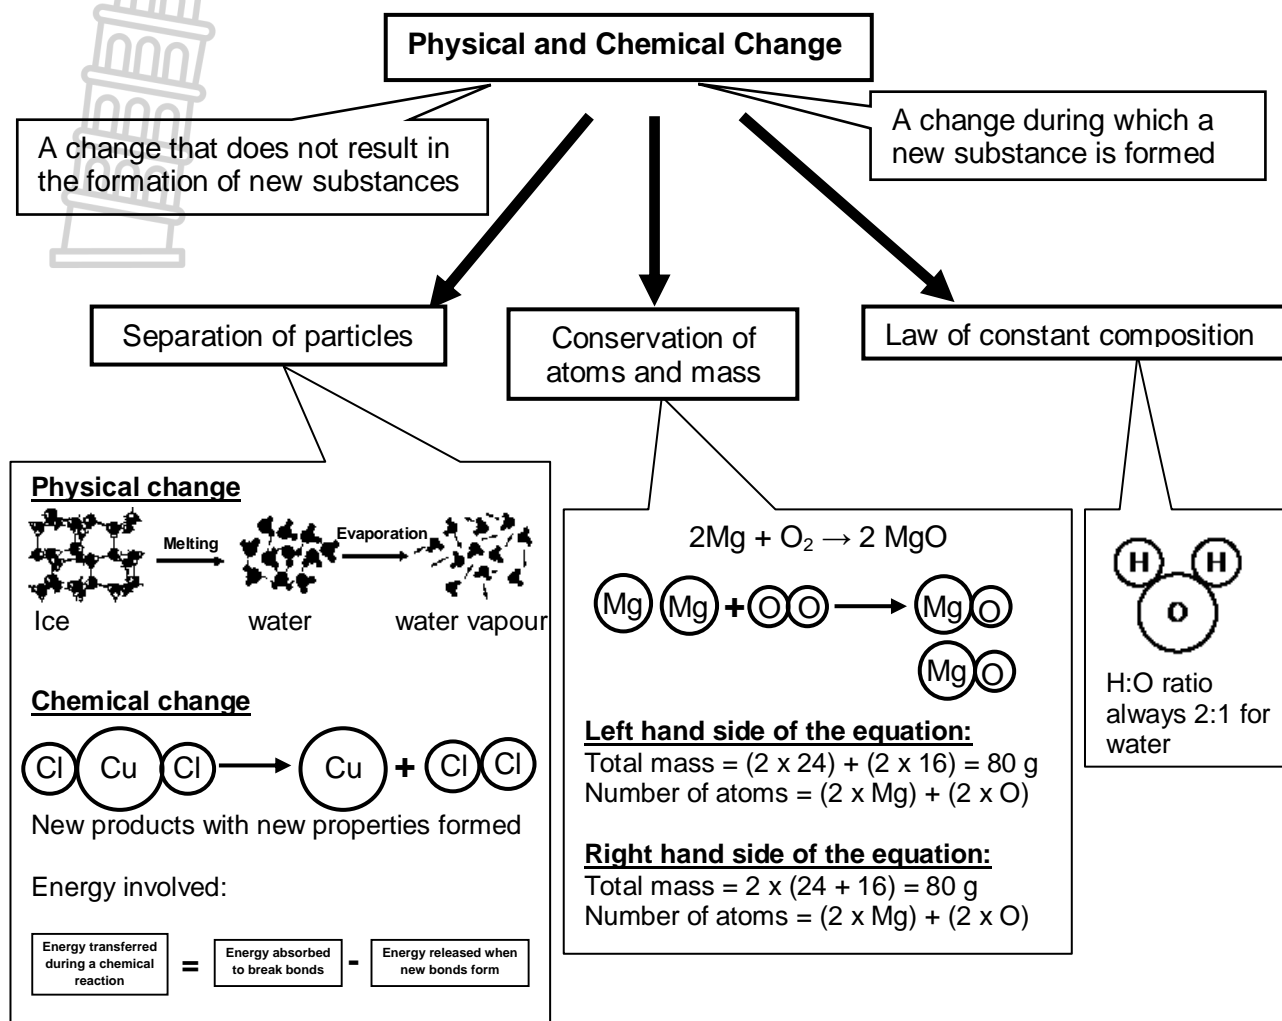 Physical and Chemical Change
A change that does not result in
the formation of new substances
A change during which a
new substance is formed
Separation of particles
Conservation of
atoms and mass
Law of constant composition
Physical change
Melting
Evaporation
Ice
water
water vapour
Chemical change
Cl Cu Cl Cu + Cl Cl
New products with new properties formed
Energy involved:
Energy transferred
during a chemical
reaction
=
Energy absorbed
to break bonds
-
Energy released when
new bonds form
2Mg + O₂ → 2 MgO
Mg Mg + O O Mg O
Mg O
Left hand side of the equation:
Total mass = (2 x 24) + (2 x 16) = 80 g
Number of atoms = (2 x Mg) + (2 x O)
Right hand side of the equation:
Total mass = 2 x (24 + 16) = 80 g
Number of atoms = (2 x Mg) + (2 x O)
H H
O
H:O ratio
always 2:1 for
water